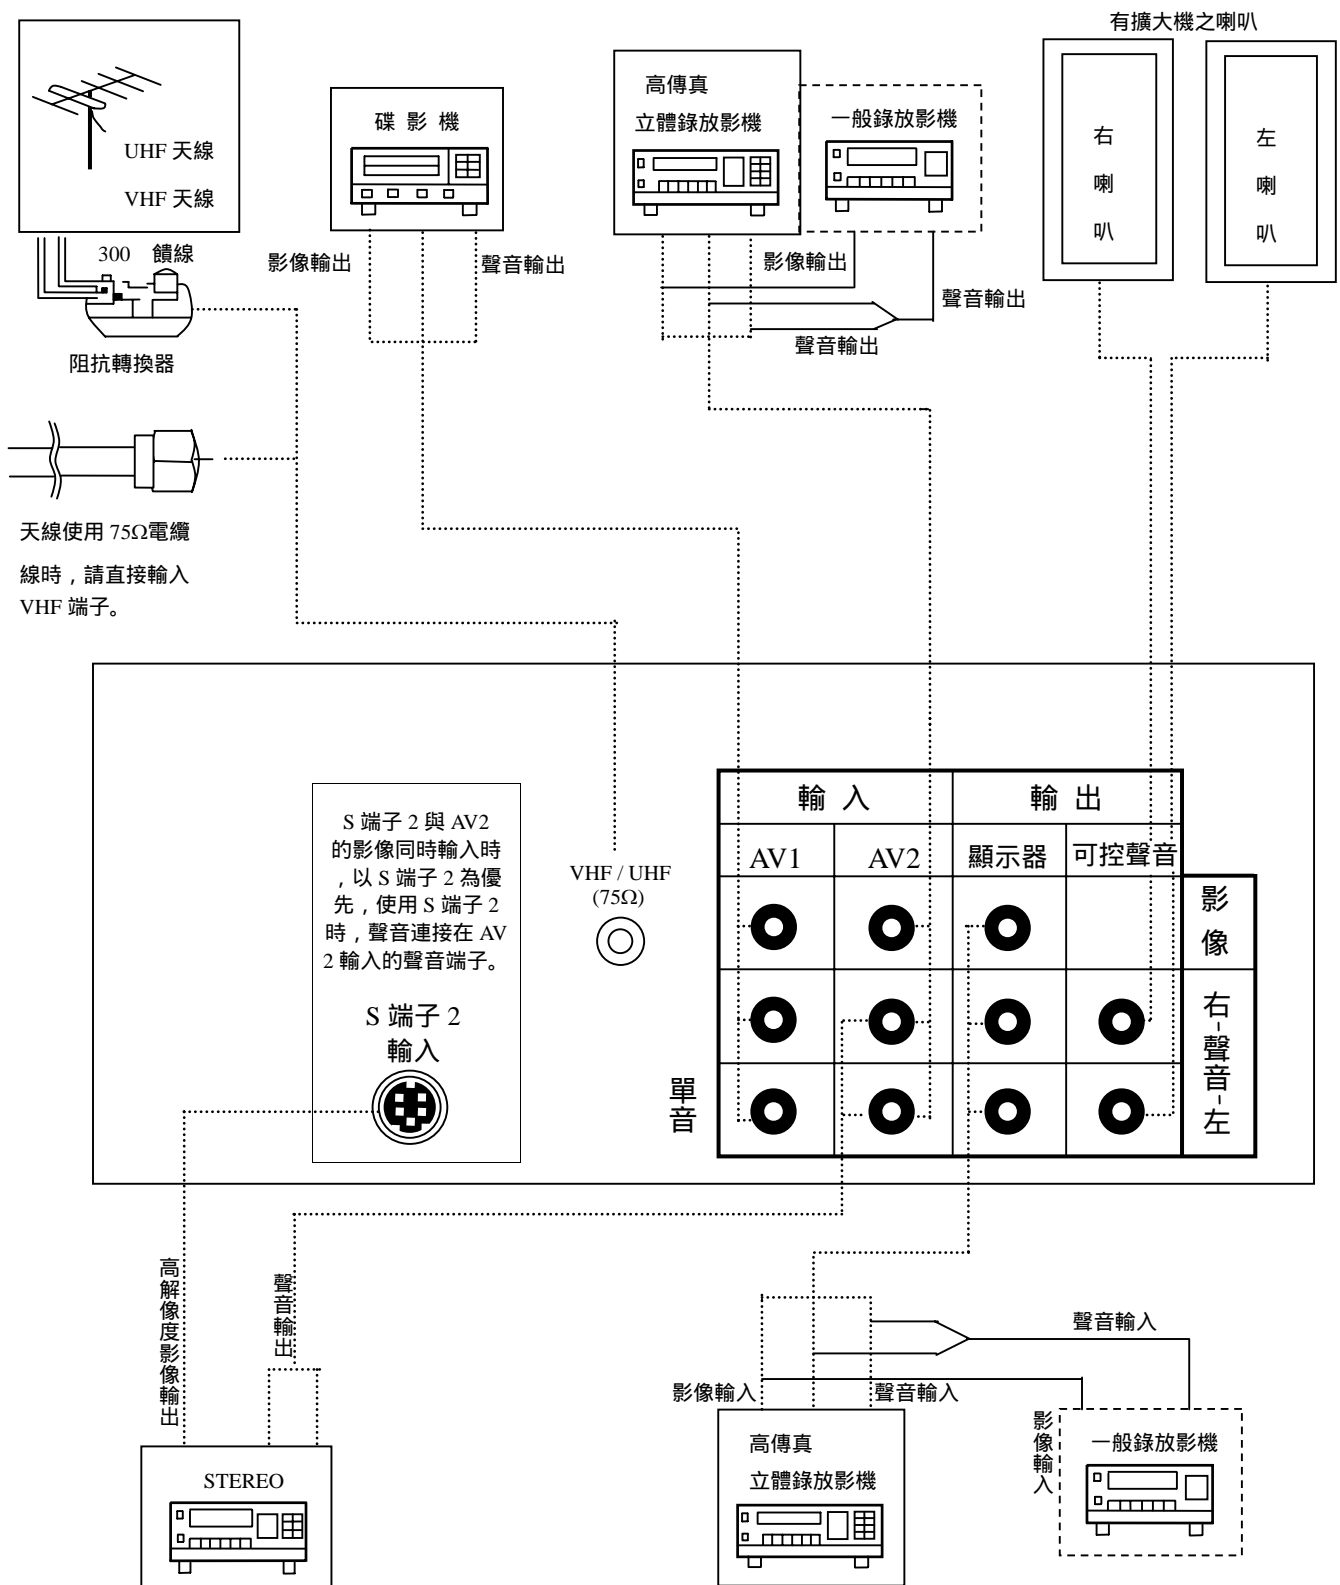 有擴大機之喇叭
UHF 天線
VHF 天線
碟 影 機
高傳真
立體錄放影機
一般錄放影機
右喇叭
左喇叭
300 饋線
影像輸出
聲音輸出
影像輸出
聲音輸出
聲音輸出
阻抗轉換器
天線使用 75Ω電纜
線時，請直接輸入
VHF 端子。
S 端子 2 與 AV2
的影像同時輸入時
，以 S 端子 2 為優
先，使用 S 端子 2
時，聲音連接在 AV
2 輸入的聲音端子。
S 端子 2
輸入
VHF / UHF
(75Ω)
輸 入
輸 出
AV1
AV2
顯示器
可控聲音
影像
右-聲音-左
單音
高解像度影像輸出
聲音輸出
聲音輸入
影像輸入
聲音輸入
影像輸入
STEREO
高傳真
立體錄放影機
一般錄放影機